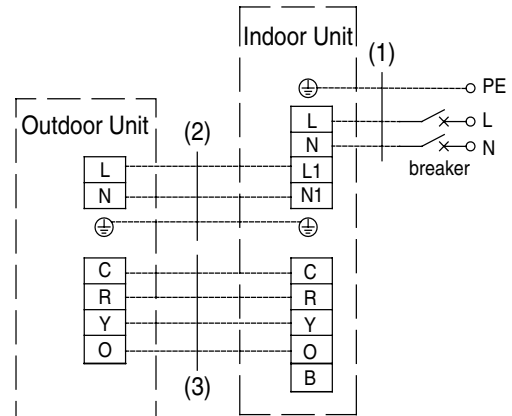 Indoor Unit
(1)
PE
Outdoor Unit
(2)
L
L
N
N
breaker
L
L1
N
N1
C
C
R
R
Y
Y
O
O
B
(3)